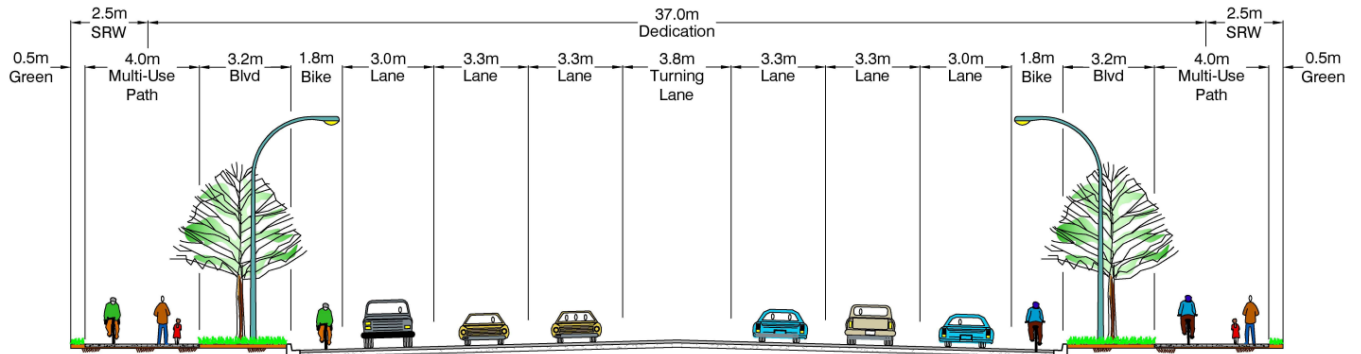 2.5m
SRW
37.0m
Dedication
2.5m
SRW
0.5m
Green
4.0m
Multi-Use
Path
3.2m
Blvd
1.8m
Bike
3.0m
Lane
3.3m
Lane
3.3m
Lane
3.8m
Turning
Lane
3.3m
Lane
3.3m
Lane
3.0m
Lane
1.8m
Bike
3.2m
Blvd
4.0m
Multi-Use
Path
0.5m
Green